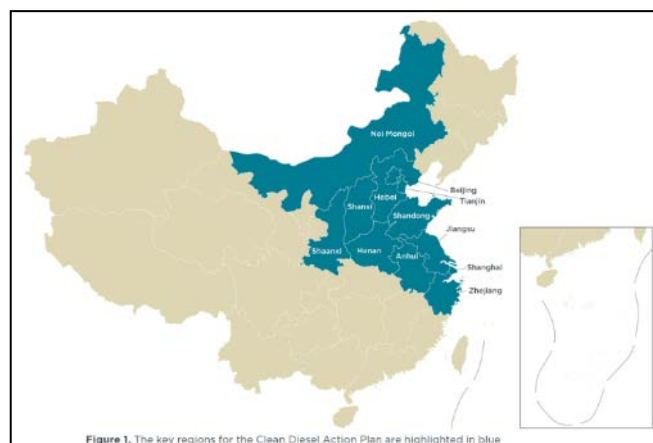 Nei Mongol
Beijing
Tianjin
Hebei
Shanxi
Shandong
Jiangsu
Shaanxi
Henan
Anhui
Shanghai
Zhejiang
Figure 1. The key regions for the Clean Diesel Action Plan are highlighted in blue